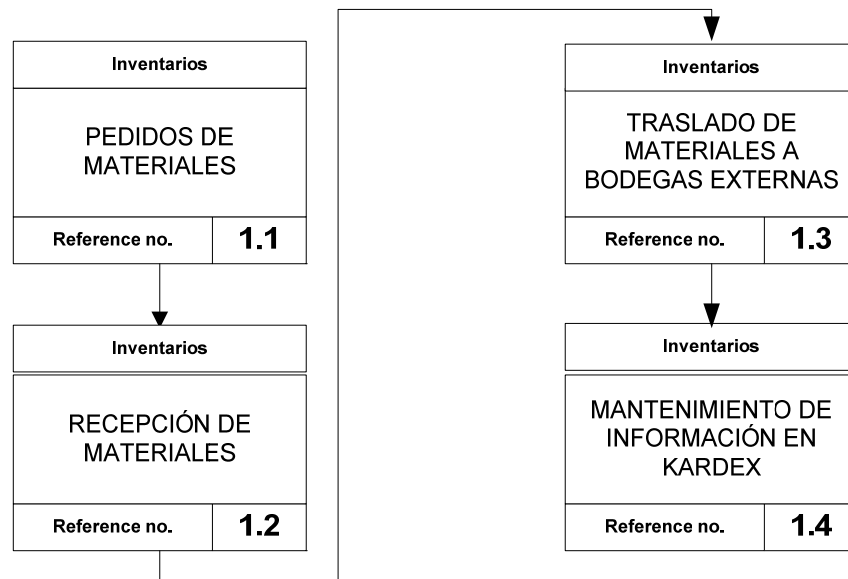 Inventarios
PEDIDOS DE
MATERIALES
Reference no. 1.1
Inventarios
RECEPCIÓN DE
MATERIALES
Reference no. 1.2
Inventarios
TRASLADO DE
MATERIALES A
BODEGAS EXTERNAS
Reference no. 1.3
Inventarios
MANTENIMIENTO DE
INFORMACIÓN EN
KARDEX
Reference no. 1.4